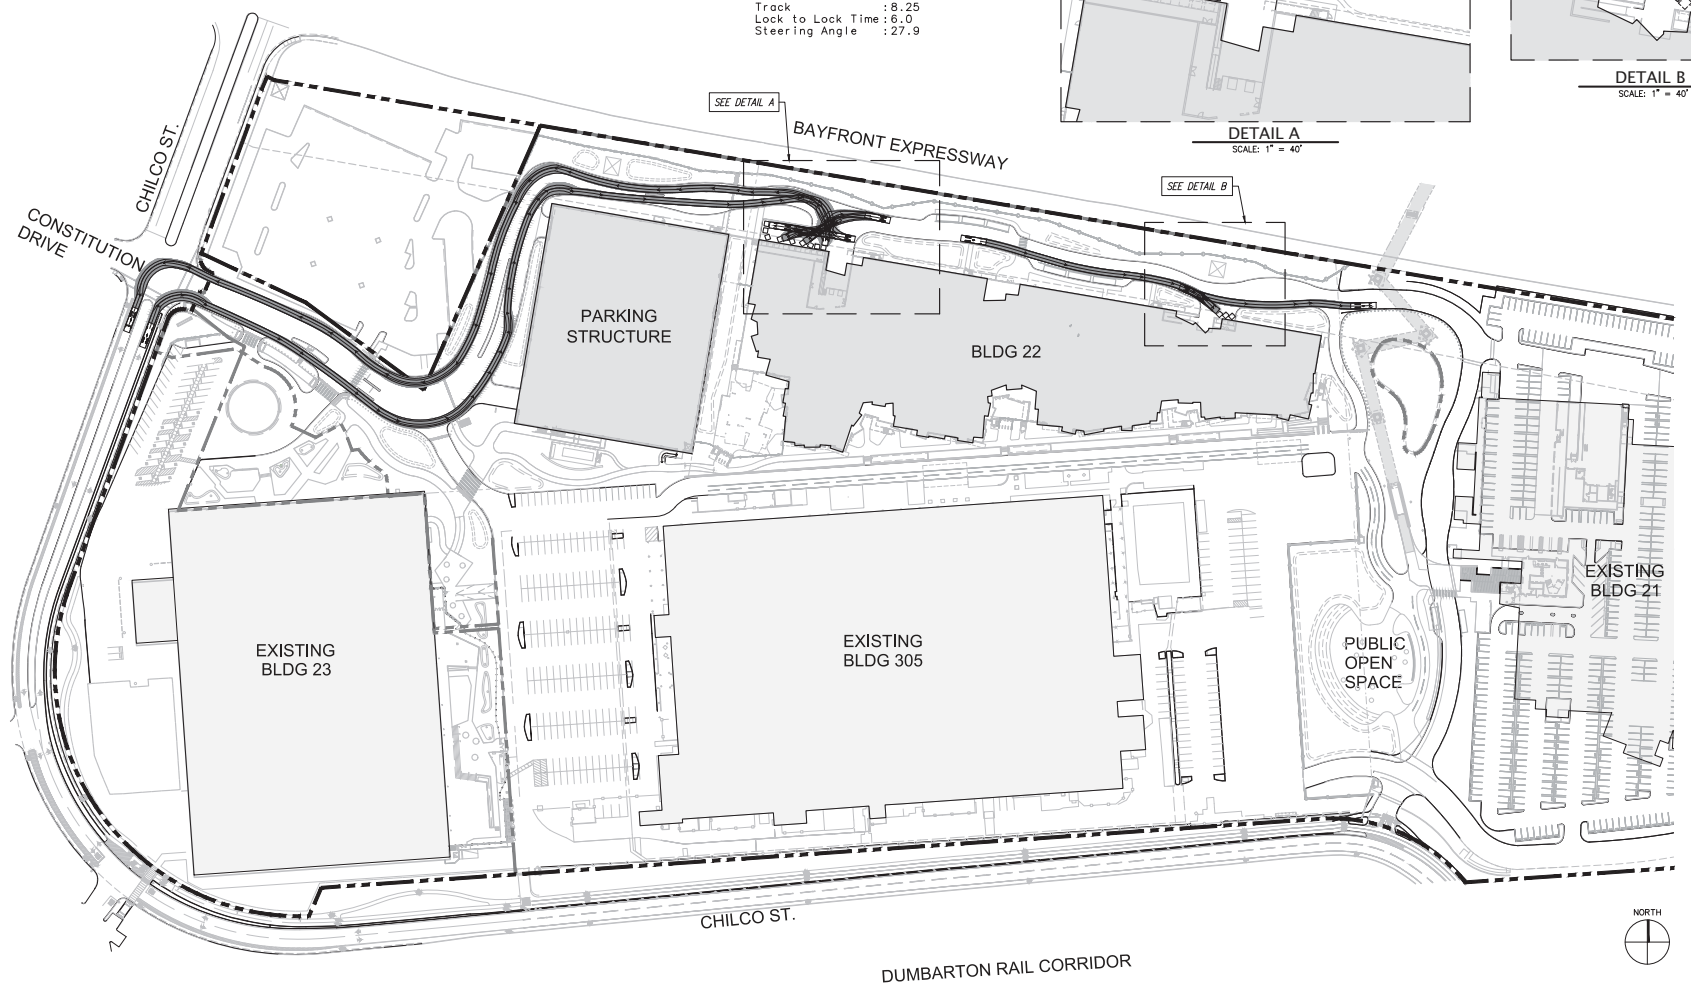 Track :8.25
Lock to Lock Time :6.0
Steering Angle :27.9
DETAIL B
SCALE: 1" = 40'
SEE DETAIL A
BAYFRONT EXPRESSWAY
DETAIL A
SCALE: 1" = 40'
CHILCO ST.
SEE DETAIL B
CONSTITUTION
DRIVE
PARKING
STRUCTURE
BLDG 22
EXISTING
BLDG 21
EXISTING
BLDG 23
EXISTING
BLDG 305
PUBLIC
OPEN
SPACE
CHILCO ST.
NORTH
DUMBARTON RAIL CORRIDOR